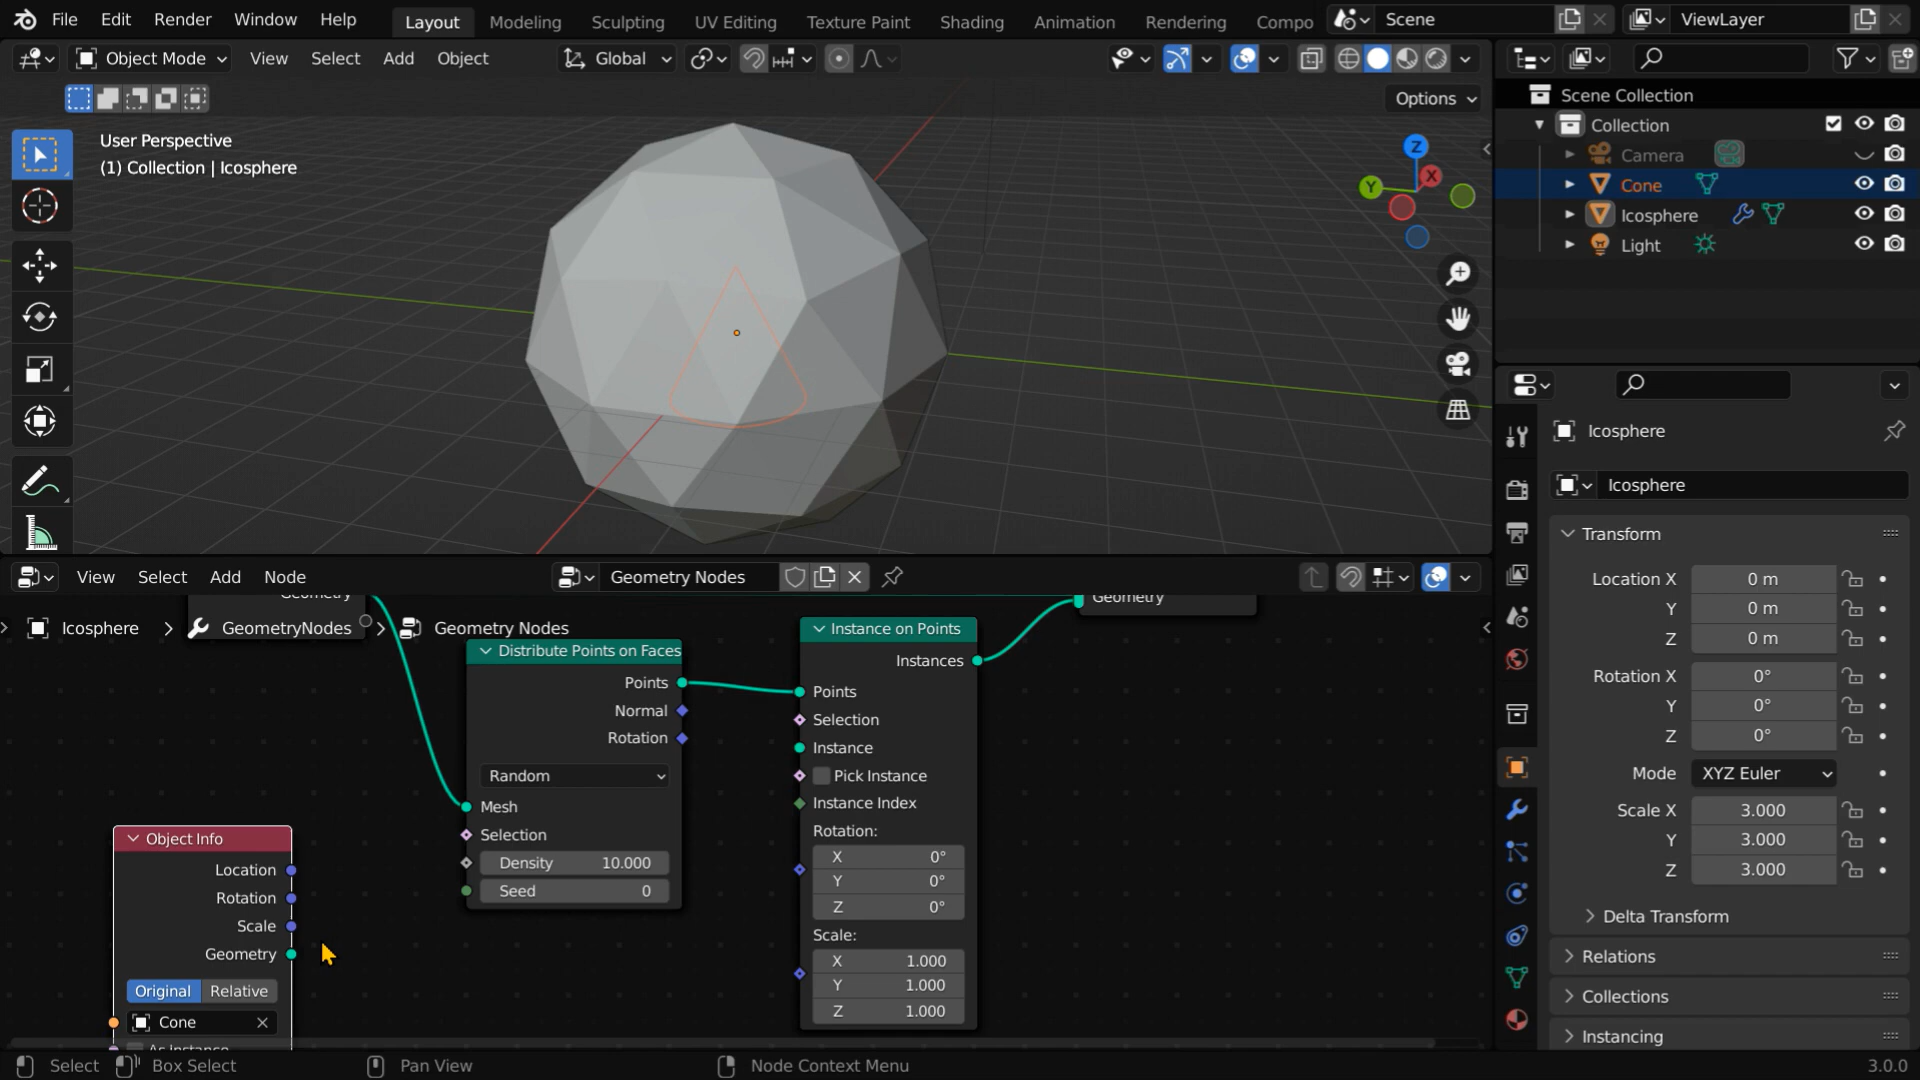 File Edit Render Window Help Layout Modeling Sculpting UV Editing Texture Paint Shading Animation Rendering Compo Scene ViewLayer
Object Mode View Select Add Object Global
Options
User Perspective
(1) Collection | Icosphere
Z
X
Y
Scene Collection
Collection
Camera
Cone
Icosphere
Light
Icosphere
Icosphere
Transform
Location X 0 m
Y 0 m
Z 0 m
Rotation X 0°
Y 0°
Z 0°
Mode XYZ Euler
Scale X 3.000
Y 3.000
Z 3.000
Delta Transform
Relations
Collections
Instancing
View Select Add Node Geometry Nodes
Geometry
Geometry
Icosphere > GeometryNodes > Geometry Nodes
Distribute Points on Faces
Points
Normal
Rotation
Random
Mesh
Selection
Density 10.000
Seed 0
Instance on Points
Instances
Points
Selection
Instance
Pick Instance
Instance Index
Rotation:
X 0°
Y 0°
Z 0°
Scale:
X 1.000
Y 1.000
Z 1.000
Object Info
Location
Rotation
Scale
Geometry
Original Relative
Cone
As Instance
Select Box Select Pan View Node Context Menu 3.0.0